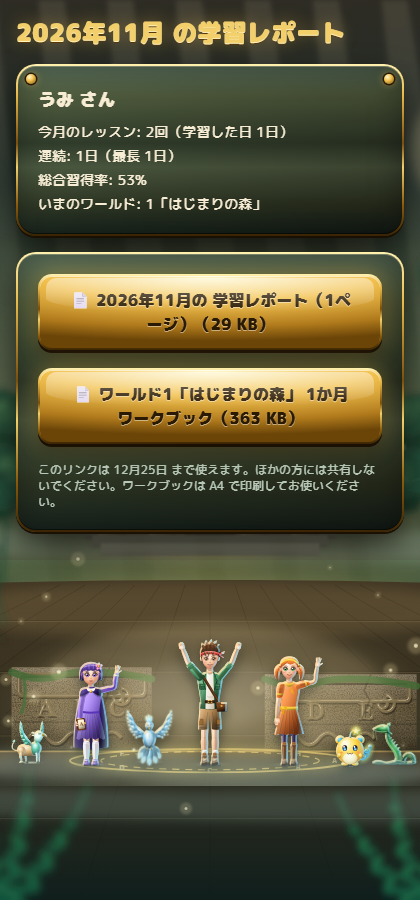 2026年11月 の学習レポート
うみ さん
今月のレッスン: 2回（学習した日 1日）
連続: 1日（最長 1日）
総合習得率: 53%
いまのワールド: 1「はじまりの森」
2026年11月の 学習レポート（1ペ
ージ）（29 KB）
ワールド1「はじまりの森」 1か月
ワークブック（363 KB）
このリンクは 12月25日 まで使えます。ほかの方には共有しな
いでください。ワークブックは A4 で印刷してお使いくださ
い。
A C D E